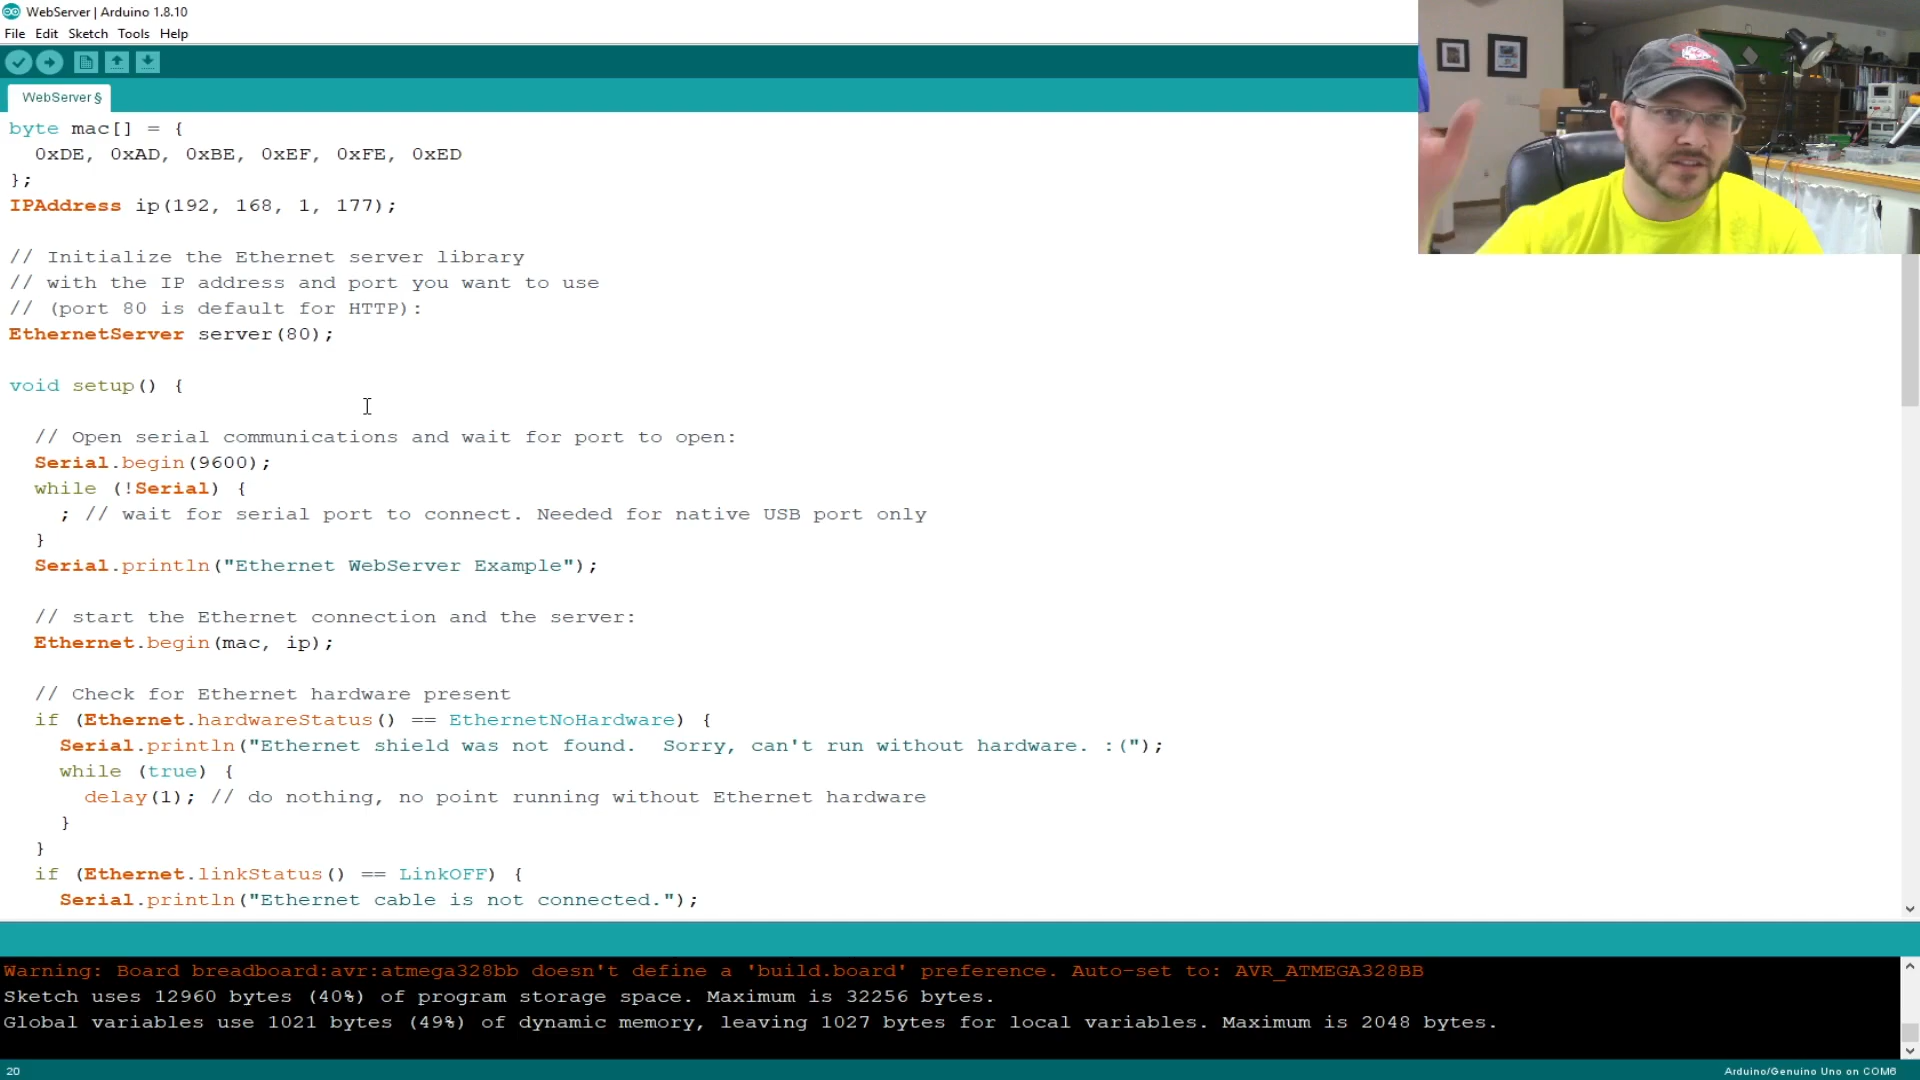 WebServer | Arduino 1.8.10
File Edit Sketch Tools Help
WebServer §
byte mac[] = {
  0xDE, 0xAD, 0xBE, 0xEF, 0xFE, 0xED
};
IPAddress ip(192, 168, 1, 177);

// Initialize the Ethernet server library
// with the IP address and port you want to use
// (port 80 is default for HTTP):
EthernetServer server(80);

void setup() {

  // Open serial communications and wait for port to open:
  Serial.begin(9600);
  while (!Serial) {
    ; // wait for serial port to connect. Needed for native USB port only
  }
  Serial.println("Ethernet WebServer Example");

  // start the Ethernet connection and the server:
  Ethernet.begin(mac, ip);

  // Check for Ethernet hardware present
  if (Ethernet.hardwareStatus() == EthernetNoHardware) {
    Serial.println("Ethernet shield was not found.  Sorry, can't run without hardware. :(");
    while (true) {
      delay(1); // do nothing, no point running without Ethernet hardware
    }
  }
  if (Ethernet.linkStatus() == LinkOFF) {
    Serial.println("Ethernet cable is not connected.");
Warning: Board breadboard:avr:atmega328bb doesn't define a 'build.board' preference. Auto-set to: AVR_ATMEGA328BB
Sketch uses 12960 bytes (40%) of program storage space. Maximum is 32256 bytes.
Global variables use 1021 bytes (49%) of dynamic memory, leaving 1027 bytes for local variables. Maximum is 2048 bytes.
20
Arduino/Genuino Uno on COM6